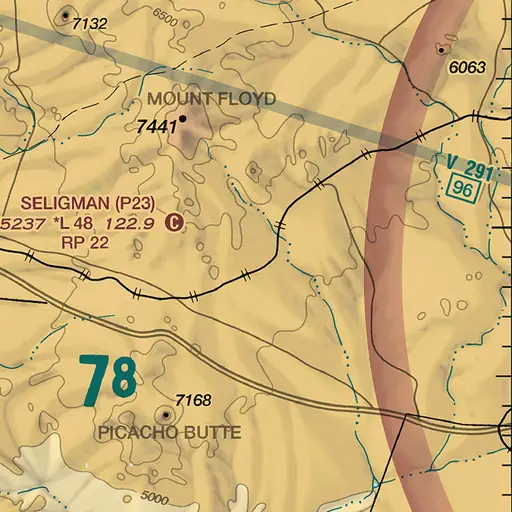 7132
6500
6063
MOUNT FLOYD
7441
V 291
96
SELIGMAN (P23)
5237 *L 48 122.9 C
RP 22
78
7168
PICACHO BUTTE
5000